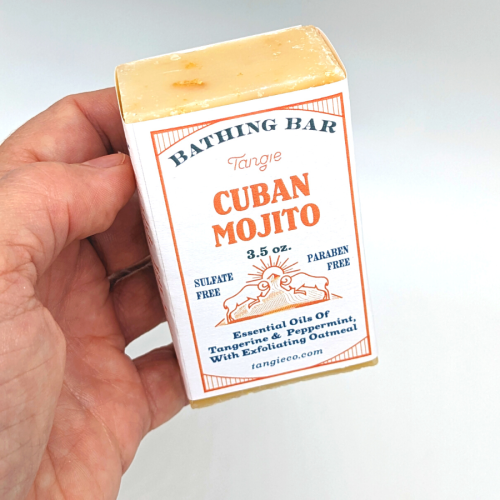 BATHING BAR
Tangie
CUBAN
MOJITO
3.5 oz.
SULFATE
FREE
PARABEN
FREE
Essential Oils Of
Tangerine & Peppermint,
With Exfoliating Oatmeal
tangieco.com